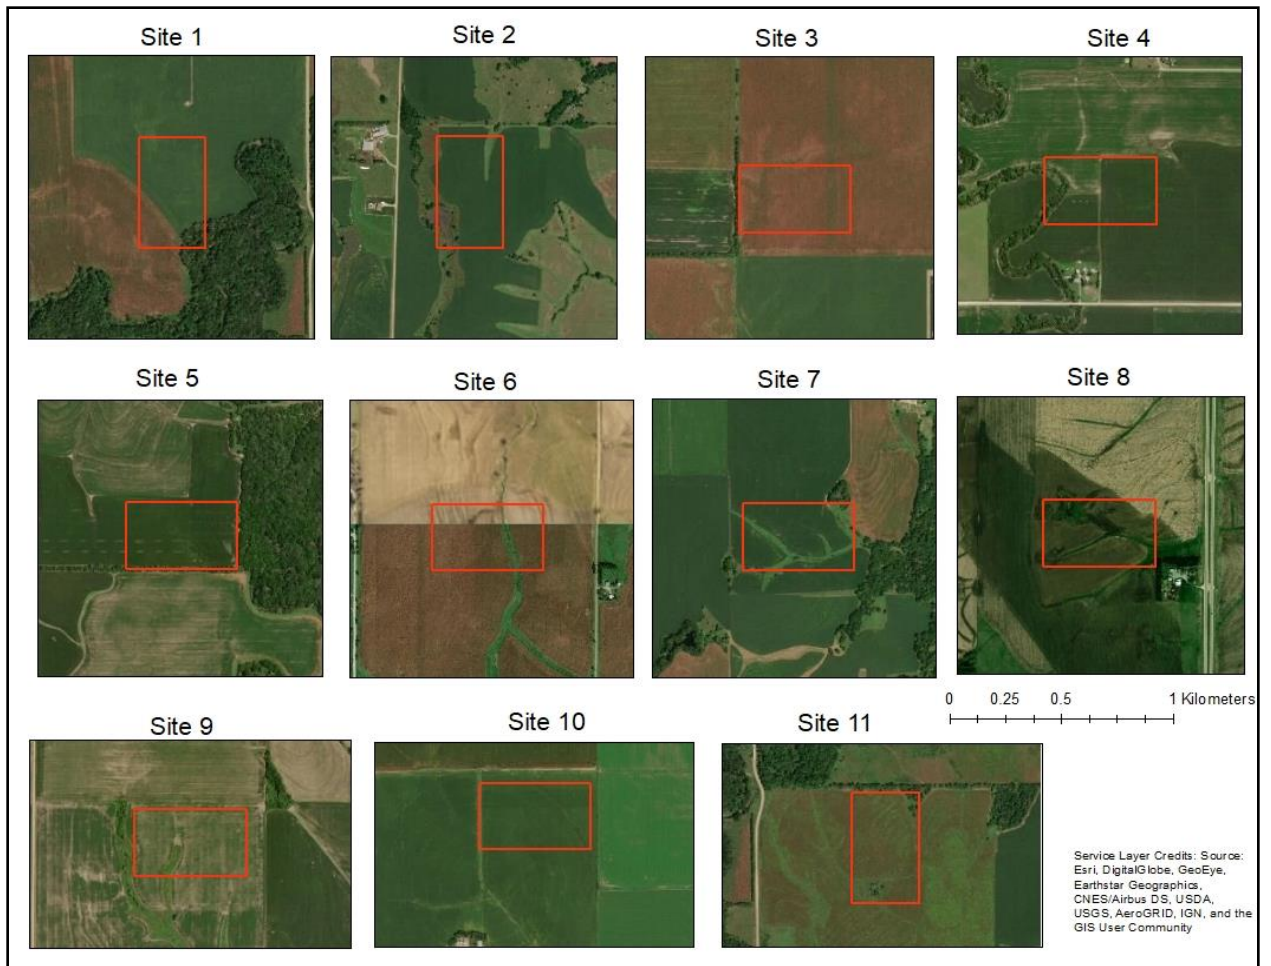 Site 1
Site 2
Site 3
Site 4
Site 5
Site 6
Site 7
Site 8
0 0.25 0.5 1 Kilometers
Site 9
Site 10
Site 11
Service Layer Credits: Source:
Esri, DigitalGlobe, GeoEye,
Earthstar Geographics,
CNES/Airbus DS, USDA,
USGS, AeroGRID, IGN, and the
GIS User Community